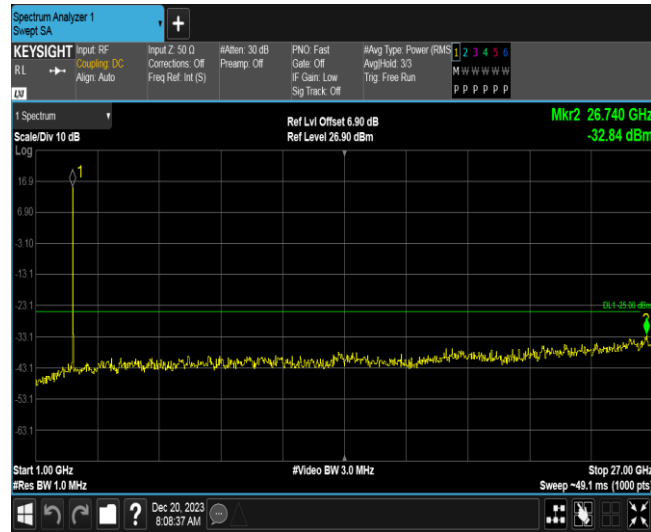 Spectrum Analyzer 1
Swept SA
+
KEYSIGHT
RL
LXI
Input: RF
Coupling: DC
Align: Auto
Input Z: 50 Ω
Corrections: Off
Freq Ref: Int (S)
#Atten: 30 dB
Preamp: Off
PNO: Fast
Gate: Off
IF Gain: Low
Sig Track: Off
#Avg Type: Power (RMS
Avg|Hold: 3/3
Trig: Free Run
1 2 3 4 5 6
M W W W W W
P P P P P P
1 Spectrum
Scale/Div 10 dB
Log
Ref Lvl Offset 6.90 dB
Ref Level 26.90 dBm
Mkr2 26.740 GHz
-32.84 dBm
1
16.9
6.90
-3.10
-13.1
-23.1
DL1 -25.00 dBm
2
-33.1
-43.1
-53.1
-63.1
Start 1.00 GHz
#Video BW 3.0 MHz
Stop 27.00 GHz
#Res BW 1.0 MHz
Sweep ~49.1 ms (1000 pts)
?
Dec 20, 2023
8:08:37 AM